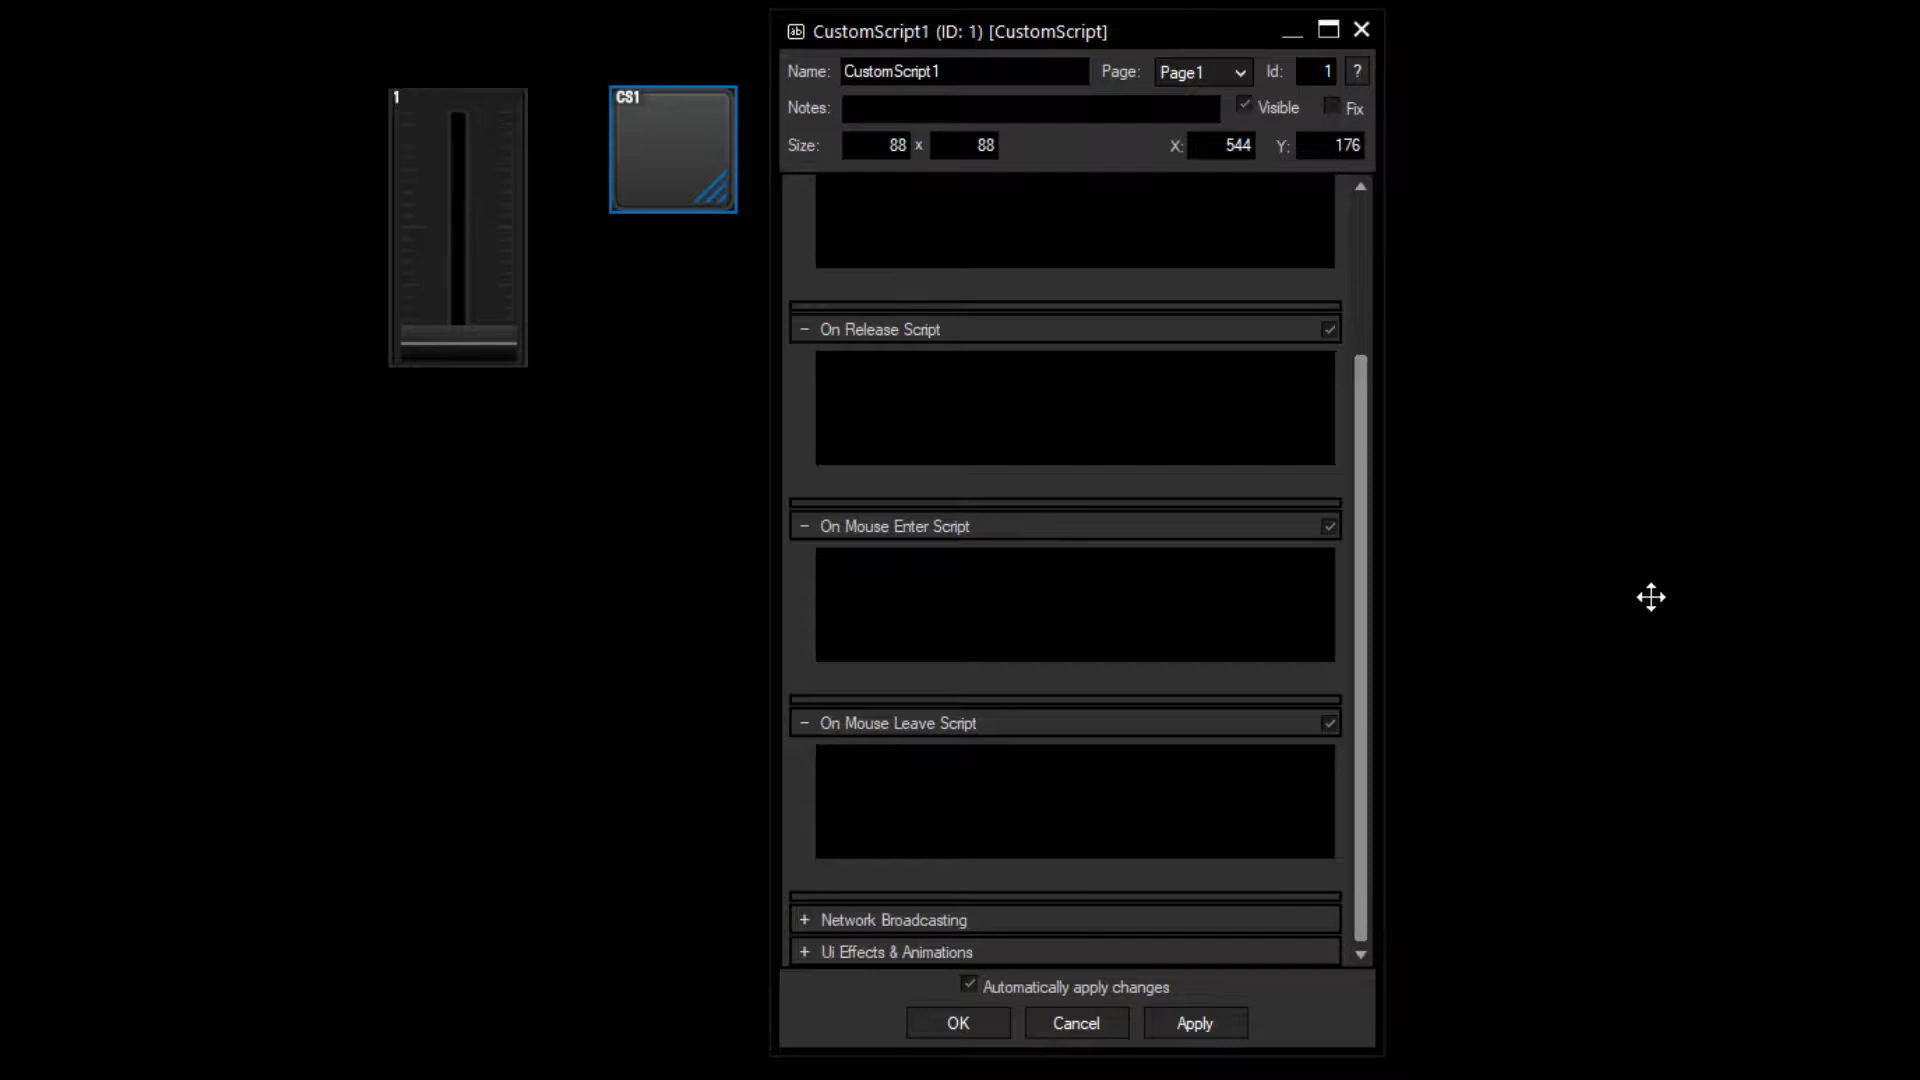 CustomScript1 (ID: 1) [CustomScript]
Name: CustomScript1 Page: Page1 Id: 1 ?
Notes: Visible Fix
Size: 88 x 88 X: 544 Y: 176
1
CS1
On Release Script
On Mouse Enter Script
On Mouse Leave Script
Network Broadcasting
Ui Effects & Animations
Automatically apply changes
OK Cancel Apply